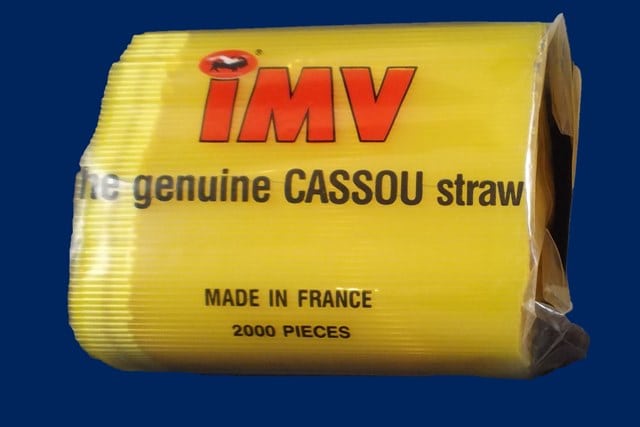 iMV®
he genuine CASSOU straw
MADE IN FRANCE
2000 PIECES